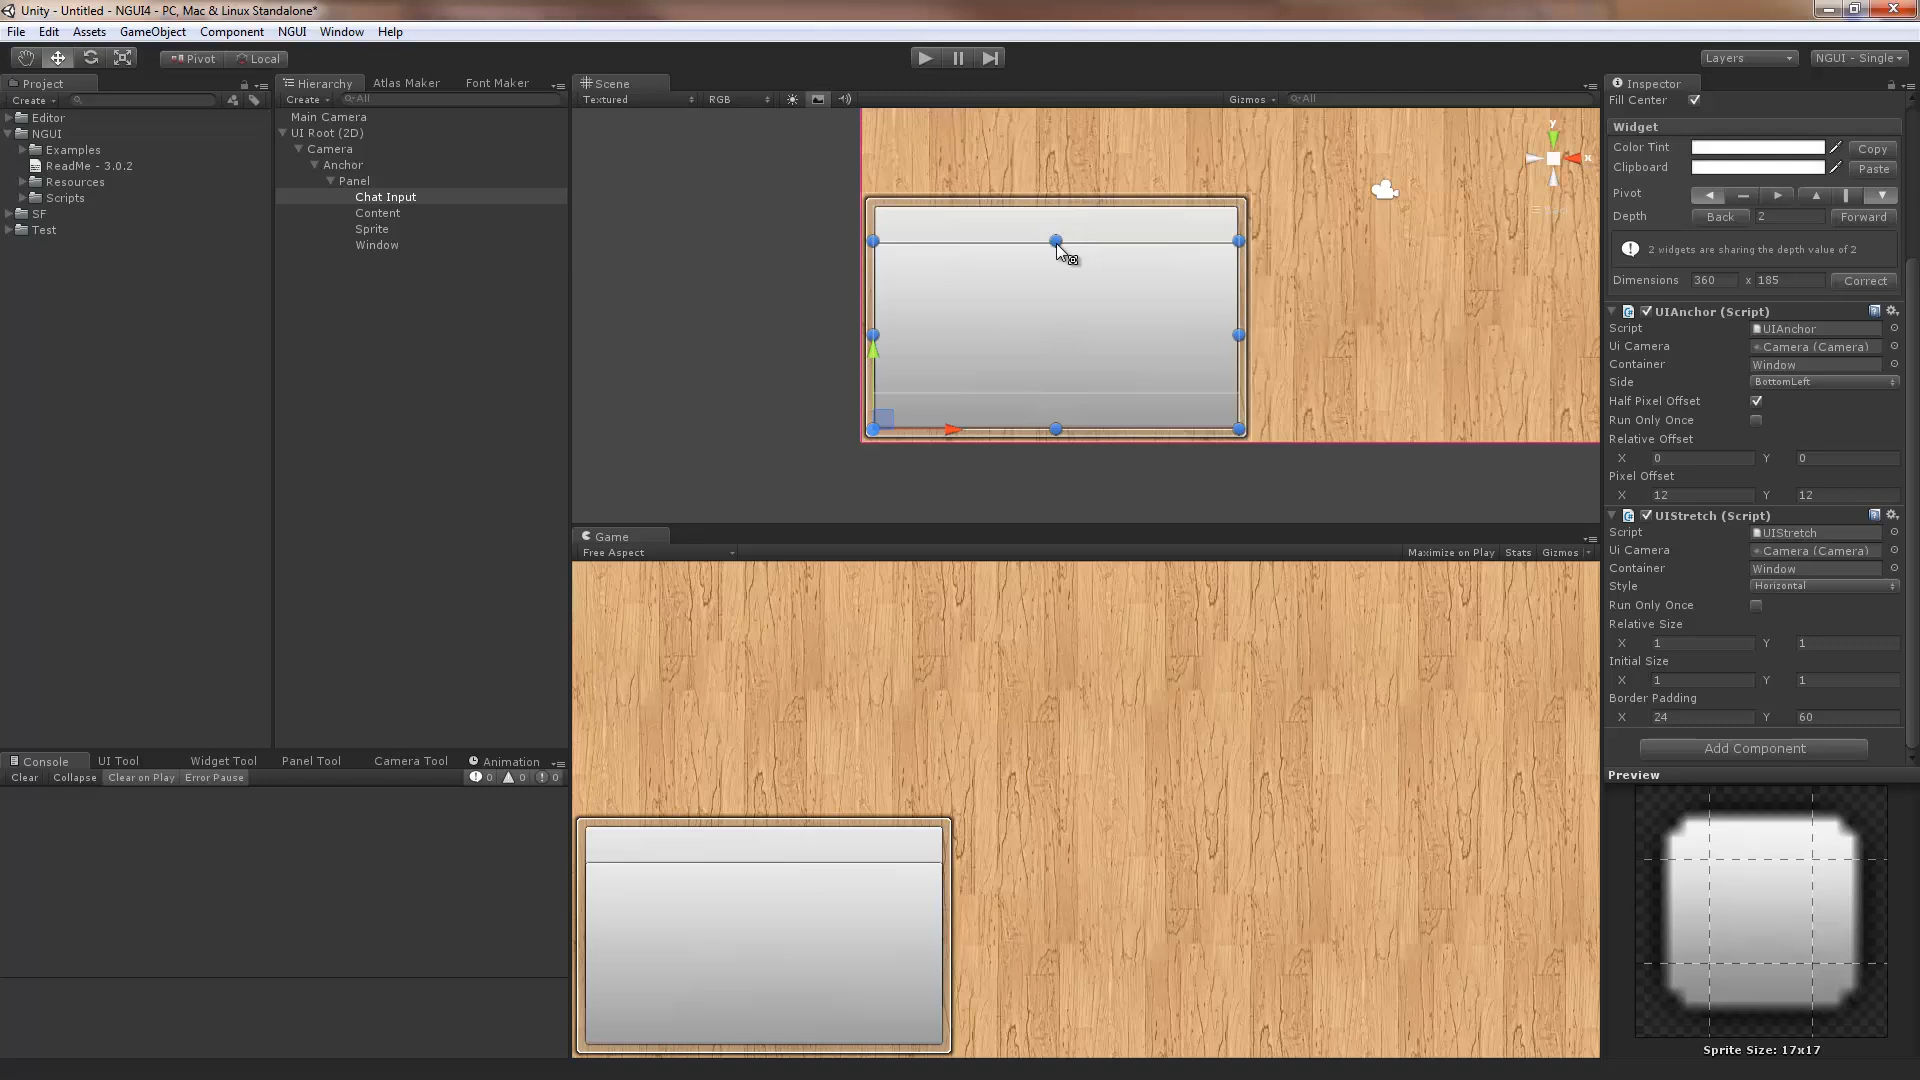 Unity - Untitled - NGUI4 - PC, Mac & Linux Standalone*
File Edit Assets GameObject Component NGUI Window Help
Pivot Local Layers NGUI - Single
Project
Create
Editor
NGUI
Examples
ReadMe - 3.0.2
Resources
Scripts
SF
Test
Hierarchy Atlas Maker Font Maker
Create All
Main Camera
UI Root (2D)
Camera
Anchor
Panel
Chat Input
Content
Sprite
Window
Scene
Textured RGB Gizmos All
y
x
Game
Free Aspect Maximize on Play Stats Gizmos
Console UI Tool Widget Tool Panel Tool Camera Tool Animation
Clear Collapse Clear on Play Error Pause 0 0 0
Inspector
Fill Center
Widget
Color Tint Copy
Clipboard Paste
Pivot
Depth Back 2 Forward
2 widgets are sharing the depth value of 2
Dimensions 360 x 185 Correct
UIAnchor (Script)
Script UIAnchor
Ui Camera Camera (Camera)
Container Window
Side BottomLeft
Half Pixel Offset
Run Only Once
Relative Offset
X 0 Y 0
Pixel Offset
X 12 Y 12
UIStretch (Script)
Script UIStretch
Ui Camera Camera (Camera)
Container Window
Style Horizontal
Run Only Once
Relative Size
X 1 Y 1
Initial Size
X 1 Y 1
Border Padding
X 24 Y 60
Add Component
Preview
Sprite Size: 17x17